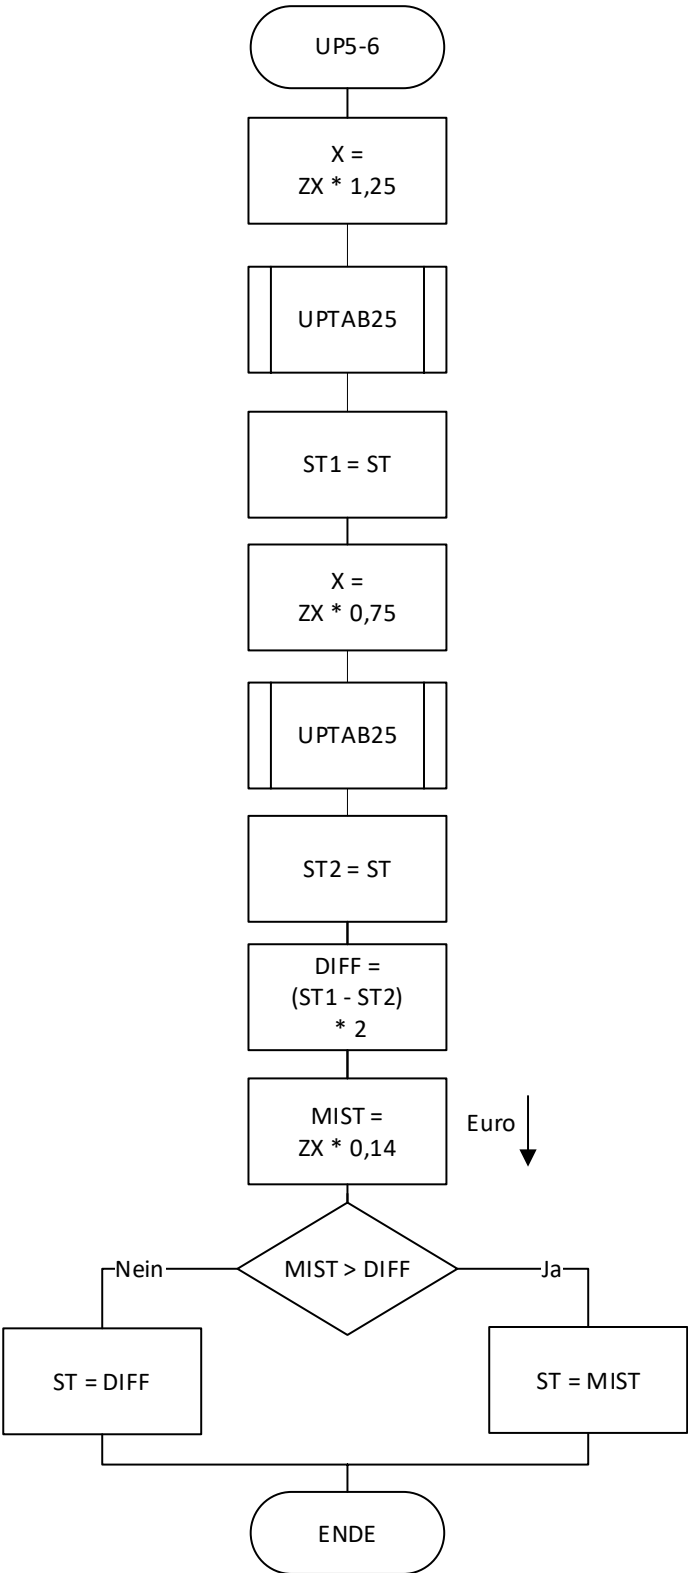 UP5-6
X =
ZX * 1,25
UPTAB25
ST1 = ST
X =
ZX * 0,75
UPTAB25
ST2 = ST
DIFF =
(ST1 - ST2)
* 2
MIST =
ZX * 0,14
Euro
MIST > DIFF
Nein
Ja
ST = DIFF
ST = MIST
ENDE